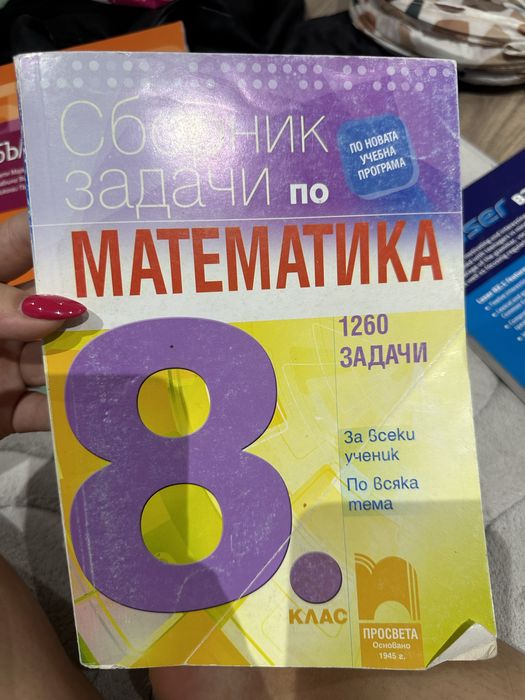 Сборник
задачи по
ПО НОВАТА
УЧЕБНА
ПРОГРАМА
МАТЕМАТИКА
1260
ЗАДАЧИ
8.
КЛАС
За всеки
ученик
По всяка
тема
ПРОСВЕТА
Основано
1945 г.